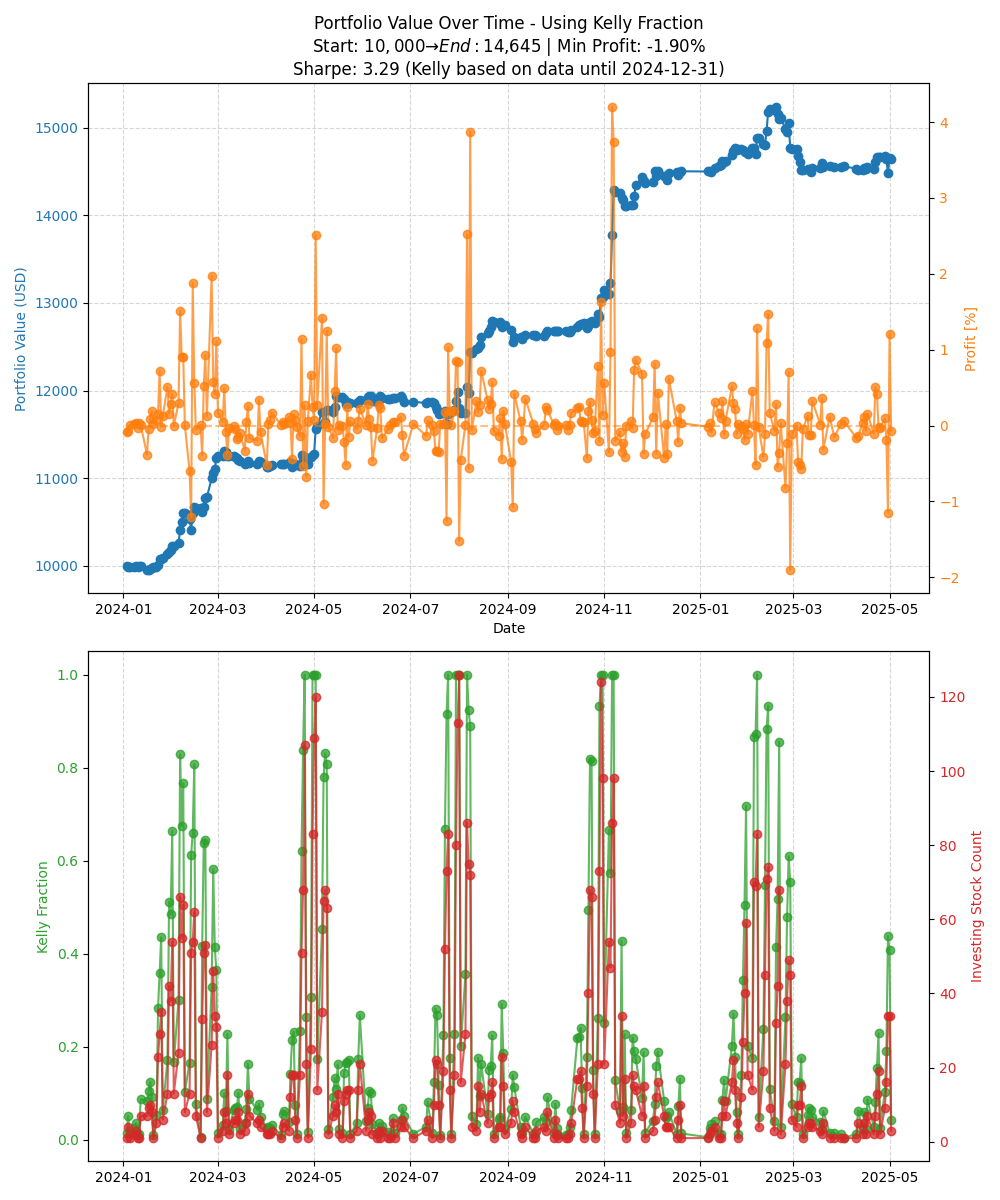 Portfolio Value Over Time - Using Kelly Fraction
Start: 10,000→End:14,645 | Min Profit: -1.90%
Sharpe: 3.29 (Kelly based on data until 2024-12-31)
Portfolio Value (USD)
15000
14000
13000
12000
11000
10000
4
3
2
1
0
−1
−2
Profit [%]
2024-01 2024-03 2024-05 2024-07 2024-09 2024-11 2025-01 2025-03 2025-05
Date
Kelly Fraction
1.0
0.8
0.6
0.4
0.2
0.0
120
100
80
60
40
20
0
Investing Stock Count
2024-01 2024-03 2024-05 2024-07 2024-09 2024-11 2025-01 2025-03 2025-05